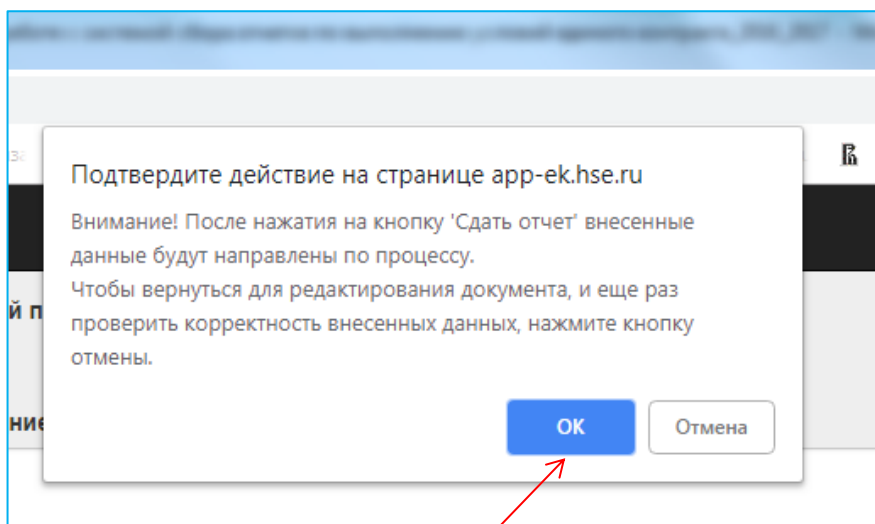 Подтвердите действие на странице app-ek.hse.ru
Внимание! После нажатия на кнопку 'Сдать отчет' внесенные
данные будут направлены по процессу.
Чтобы вернуться для редактирования документа, и еще раз
й п
проверить корректность внесенных данных, нажмите кнопку
отмены.
ние
ОК
Отмена